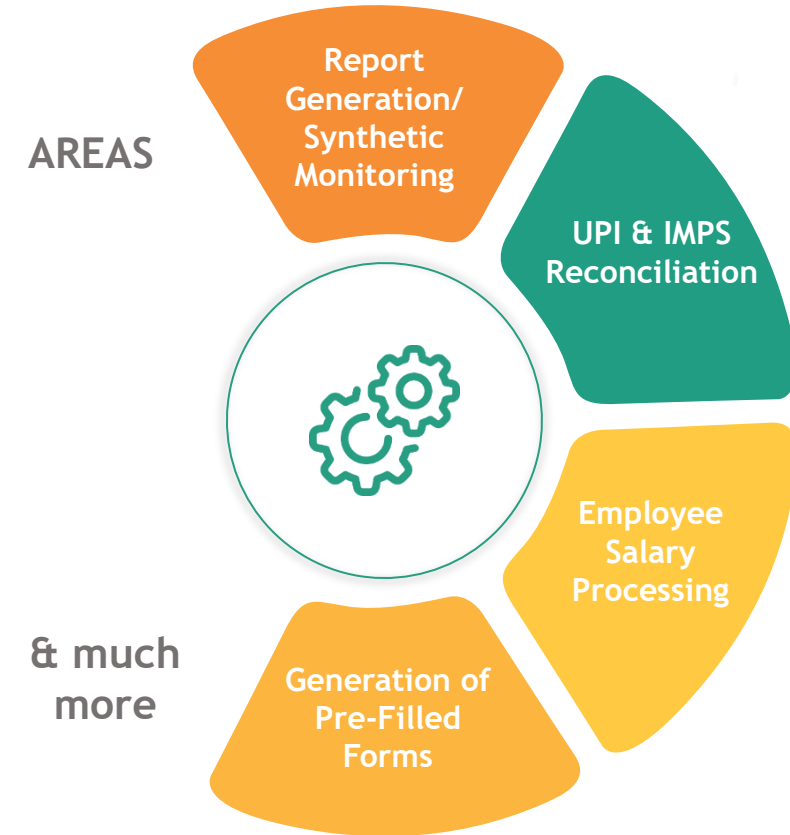 AREAS
Report
Generation/
Synthetic
Monitoring
UPI & IMPS
Reconciliation
Employee
Salary
Processing
Generation of
Pre-Filled
Forms
& much
more